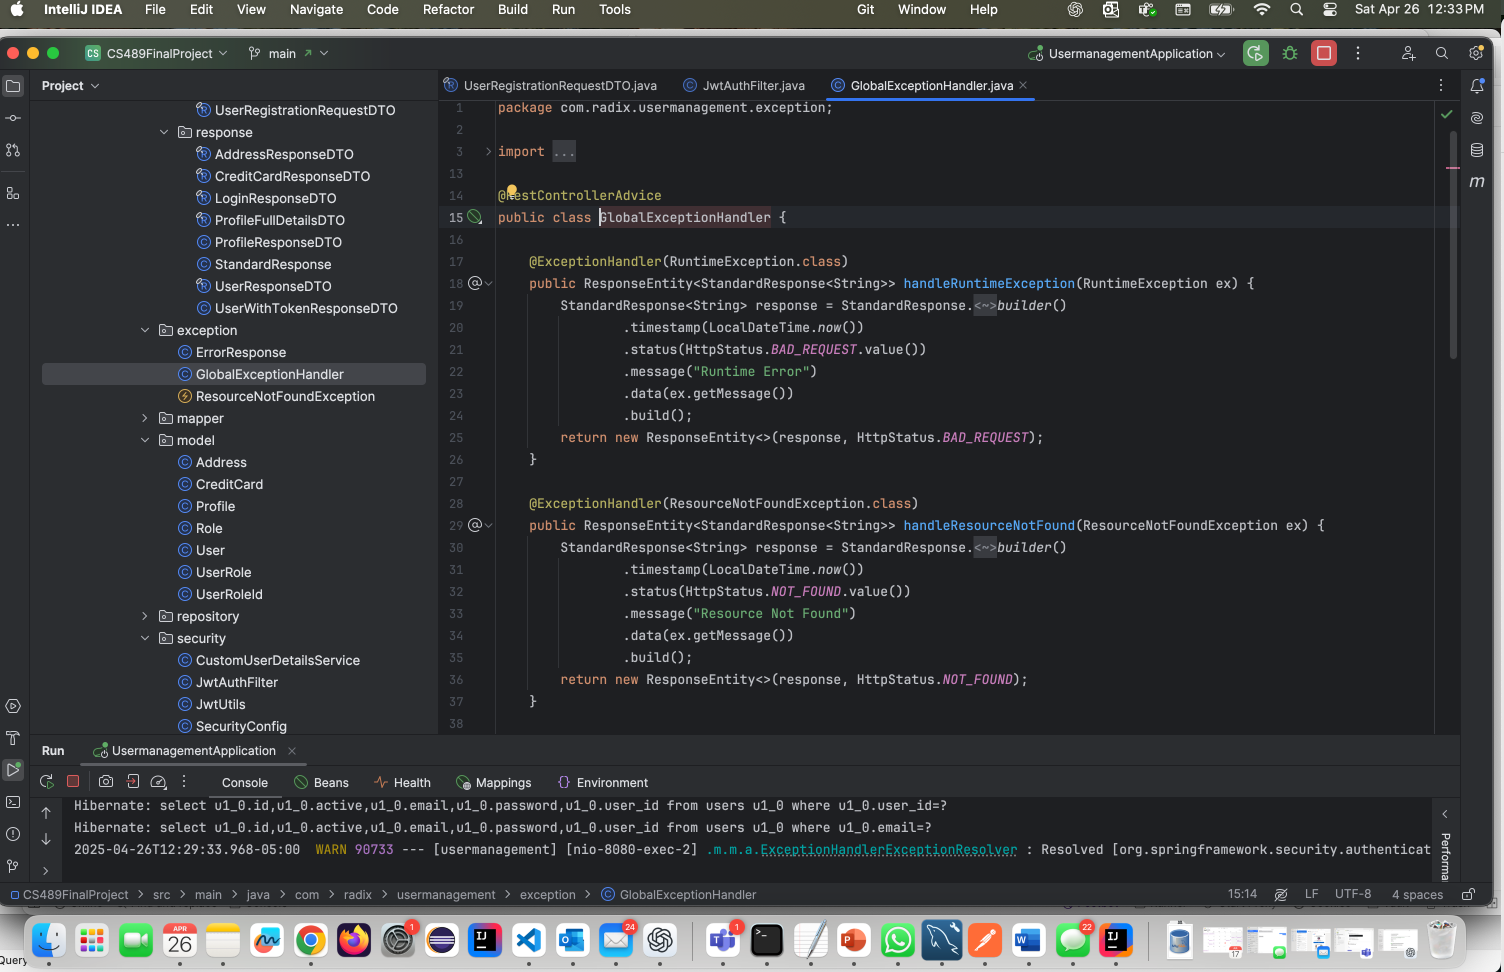 IntelliJ IDEA File Edit View Navigate Code Refactor Build Run Tools Git Window Help Sat Apr 26 12:33 PM
CS CS489FinalProject main UsermanagementApplication
Project
UserRegistrationRequestDTO
response
AddressResponseDTO
CreditCardResponseDTO
LoginResponseDTO
ProfileFullDetailsDTO
ProfileResponseDTO
StandardResponse
UserResponseDTO
UserWithTokenResponseDTO
exception
ErrorResponse
GlobalExceptionHandler
ResourceNotFoundException
mapper
model
Address
CreditCard
Profile
Role
User
UserRole
UserRoleId
repository
security
CustomUserDetailsService
JwtAuthFilter
JwtUtils
SecurityConfig
UserRegistrationRequestDTO.java JwtAuthFilter.java GlobalExceptionHandler.java
1 package com.radix.usermanagement.exception;
2
3 import ...
13
14 @RestControllerAdvice
15 public class GlobalExceptionHandler {
16
17 @ExceptionHandler(RuntimeException.class)
18 public ResponseEntity<StandardResponse<String>> handleRuntimeException(RuntimeException ex) {
19 StandardResponse<String> response = StandardResponse.<~>builder()
20 .timestamp(LocalDateTime.now())
21 .status(HttpStatus.BAD_REQUEST.value())
22 .message("Runtime Error")
23 .data(ex.getMessage())
24 .build();
25 return new ResponseEntity<>(response, HttpStatus.BAD_REQUEST);
26 }
27
28 @ExceptionHandler(ResourceNotFoundException.class)
29 public ResponseEntity<StandardResponse<String>> handleResourceNotFound(ResourceNotFoundException ex) {
30 StandardResponse<String> response = StandardResponse.<~>builder()
31 .timestamp(LocalDateTime.now())
32 .status(HttpStatus.NOT_FOUND.value())
33 .message("Resource Not Found")
34 .data(ex.getMessage())
35 .build();
36 return new ResponseEntity<>(response, HttpStatus.NOT_FOUND);
37 }
38
m
Run UsermanagementApplication
Console Beans Health Mappings Environment
Hibernate: select u1_0.id,u1_0.active,u1_0.email,u1_0.password,u1_0.user_id from users u1_0 where u1_0.user_id=?
Hibernate: select u1_0.id,u1_0.active,u1_0.email,u1_0.password,u1_0.user_id from users u1_0 where u1_0.email=?
2025-04-26T12:29:33.968-05:00 WARN 90733 --- [usermanagement] [nio-8080-exec-2] .m.m.a.ExceptionHandlerExceptionResolver : Resolved [org.springframework.security.authenticat
Performa
CS489FinalProject > src > main > java > com > radix > usermanagement > exception > GlobalExceptionHandler 15:14 LF UTF-8 4 spaces
APR 26 1 24 1 22 17
Query